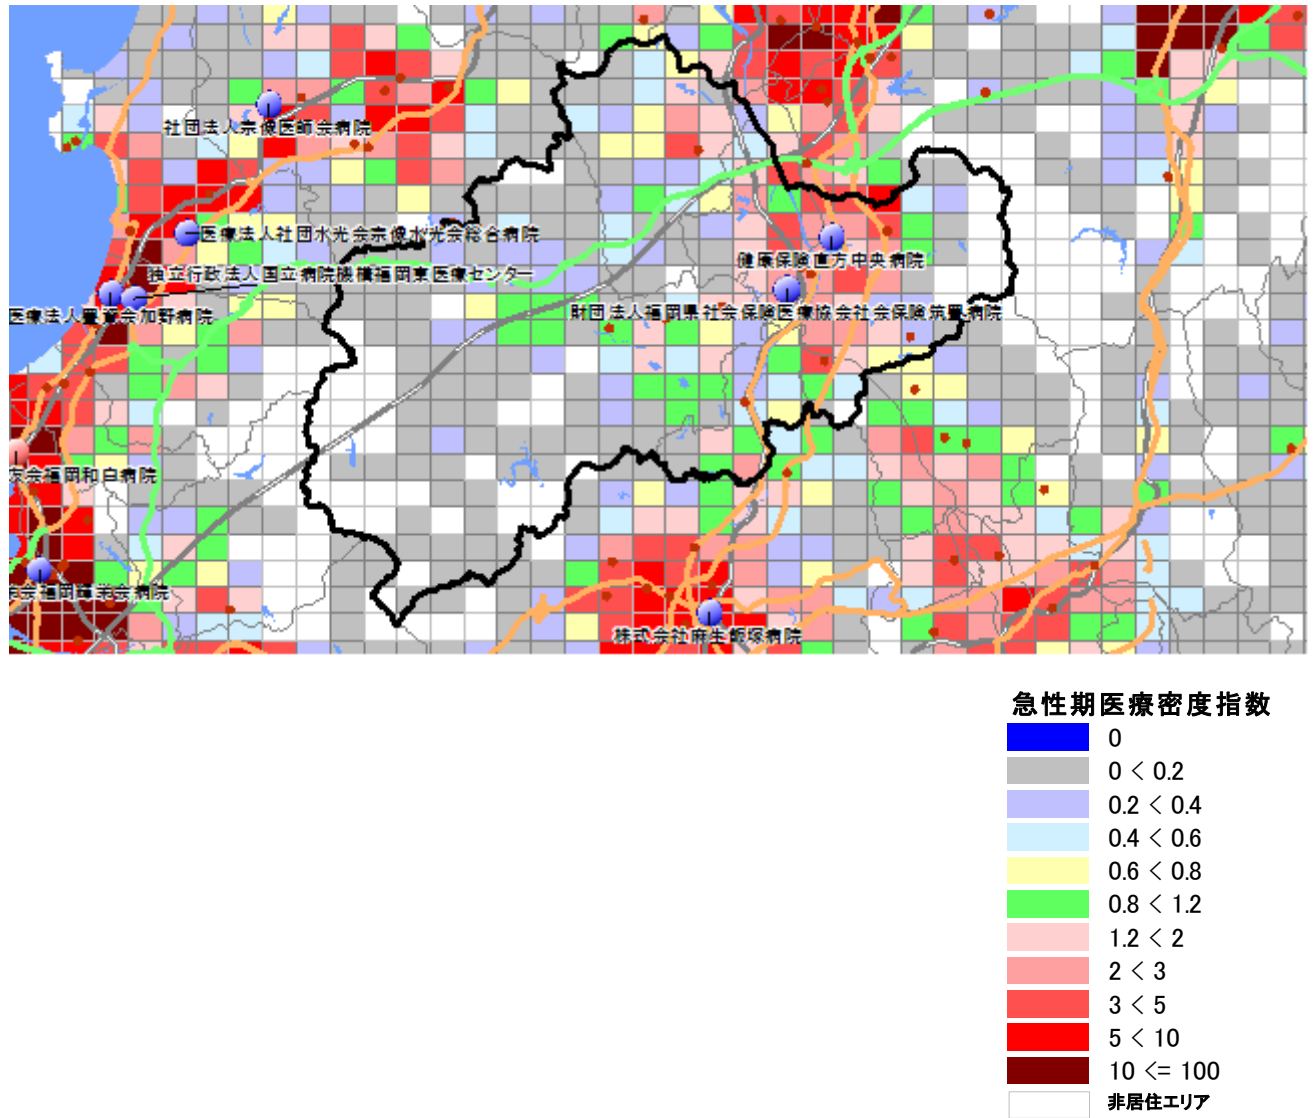 社団法人宗像医師会病院
医療法人社団水光会宗像水光会総合病院
健康保険直方中央病院
独立行政法人国立病院機構福岡東医療センター
医療法人豊資会加野病院
財団法人福岡県社会保険医療協会社会保険筑豊病院
友会福岡和白病院
栄会福岡輝栄会病院
株式会社麻生飯塚病院
急性期医療密度指数
0
0 < 0.2
0.2 < 0.4
0.4 < 0.6
0.6 < 0.8
0.8 < 1.2
1.2 < 2
2 < 3
3 < 5
5 < 10
10 <= 100
非居住エリア